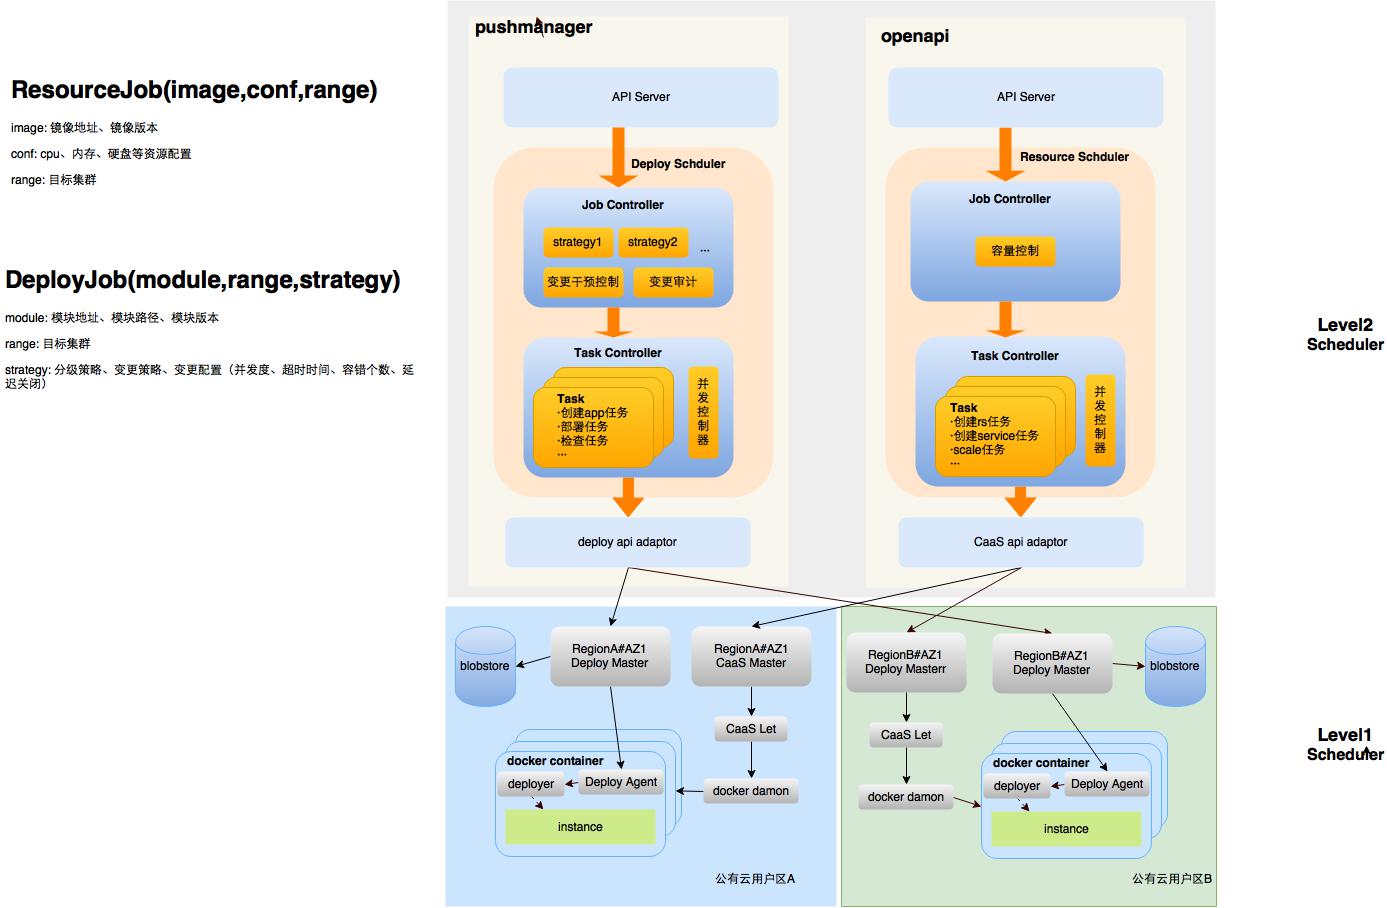 ResourceJob(image,conf,range)
image: 镜像地址、镜像版本
conf: cpu、内存、硬盘等资源配置
range: 目标集群
DeployJob(module,range,strategy)
module: 模块地址、模块路径、模块版本
range: 目标集群
strategy: 分级策略、变更策略、变更配置（并发度、超时时间、容错个数、延
迟关闭）
pushmanager
API Server
Deploy Schduler
Job Controller
strategy1
strategy2
...
变更干预控制
变更审计
Task Controller
Task
·创建app任务
·部署任务
·检查任务
...
并
发
控
制
器
deploy api adaptor
openapi
API Server
Resource Schduler
Job Controller
容量控制
Task Controller
Task
·创建rs任务
·创建service任务
·scale任务
...
并
发
控
制
器
CaaS api adaptor
Level2
Scheduler
blobstore
RegionA#AZ1
Deploy Master
RegionA#AZ1
CaaS Master
CaaS Let
docker container
deployer
Deploy Agent
docker damon
instance
公有云用户区A
RegionB#AZ1
Deploy Masterr
RegionB#AZ1
Deploy Master
blobstore
CaaS Let
docker container
deployer
Deploy Agent
docker damon
instance
公有云用户区B
Level1
Scheduler